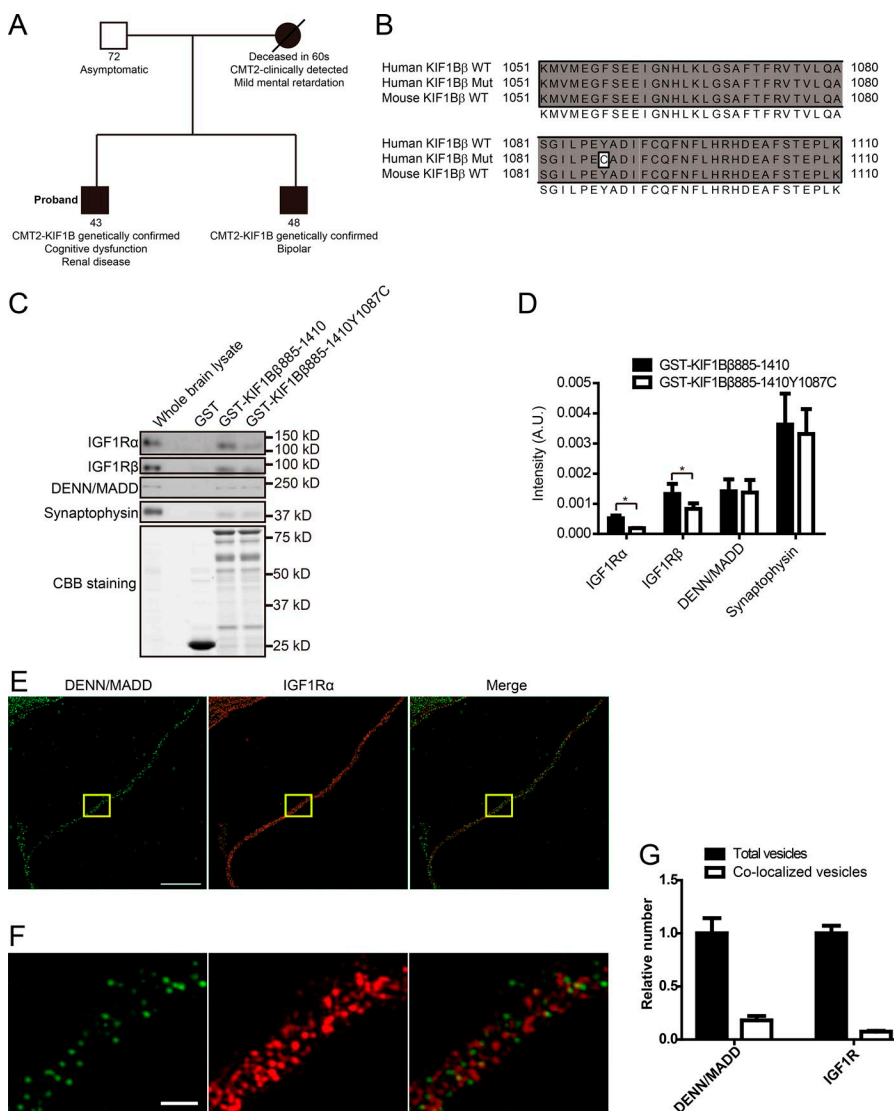 A
72
Asymptomatic
Deceased in 60s
CMT2-clinically detected
Mild mental retardation
Proband
43
CMT2-KIF1B genetically confirmed
Cognitive dysfunction
Renal disease
48
CMT2-KIF1B genetically confirmed
Bipolar
B
Human KIF1Bβ WT 1051 KMVMEGFSEEIGNHLKLGSAFTFRVTVLQA 1080
Human KIF1Bβ Mut 1051 KMVMEGFSEEIGNHLKLGSAFTFRVTVLQA 1080
Mouse KIF1Bβ WT 1051 KMVMEGFSEEIGNHLKLGSAFTFRVTVLQA 1080
KMVMEGFSEEIGNHLKLGSAFTFRVTVLQA
Human KIF1Bβ WT 1081 SGILPEYADIFCQFNFLHRHDEAFSTEPLK 1110
Human KIF1Bβ Mut 1081 SGILPECADIFCQFNFLHRHDEAFSTEPLK 1110
Mouse KIF1Bβ WT 1081 SGILPEYADIFCQFNFLHRHDEAFSTEPLK 1110
SGILPEYADIFCQFNFLHRHDEAFSTEPLK
C
Whole brain lysate
GST
GST-KIF1Bβ885-1410
GST-KIF1Bβ885-1410Y1087C
IGF1Rα
150 kD
100 kD
IGF1Rβ
100 kD
DENN/MADD
250 kD
Synaptophysin
37 kD
CBB staining
75 kD
50 kD
37 kD
25 kD
D
GST-KIF1Bβ885-1410
GST-KIF1Bβ885-1410Y1087C
Intensity (A.U.)
0.005
0.004
0.003
0.002
0.001
0.000
*
*
IGF1Rα
IGF1Rβ
DENN/MADD
Synaptophysin
E
DENN/MADD
IGF1Rα
Merge
F
G
Total vesicles
Co-localized vesicles
Relative number
1.5
1.0
0.5
0
DENN/MADD
IGF1R